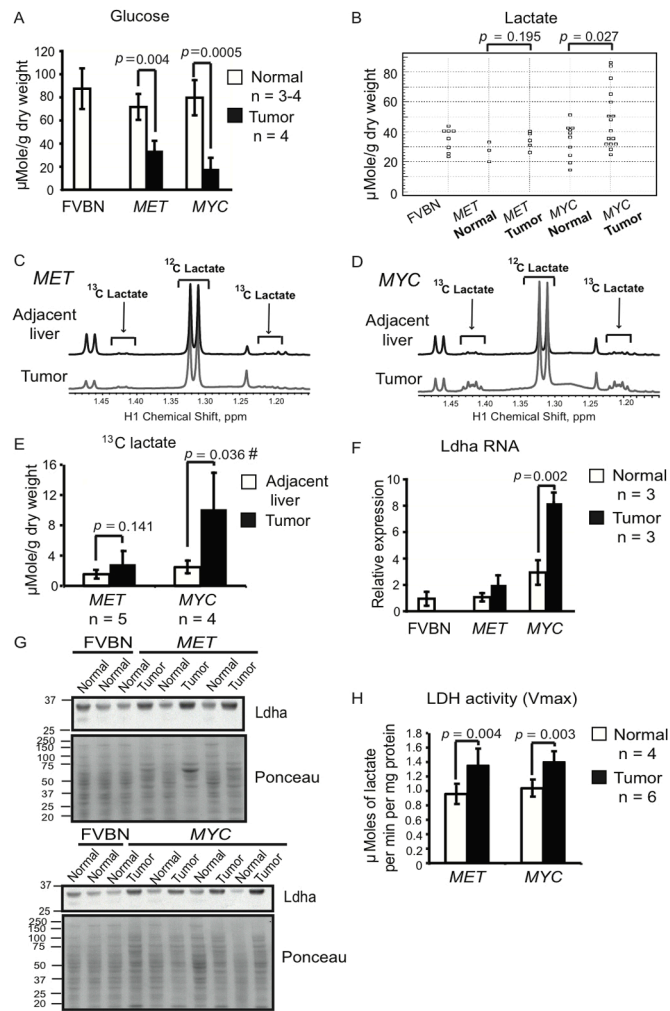 A
Glucose
µMole/g dry weight
120
100
80
60
40
20
0
p=0.004
p=0.0005
Normal
n = 3-4
Tumor
n = 4
FVBN
MET
MYC
B
Lactate
p = 0.195
p = 0.027
µMole/g dry weight
80
60
40
20
0
FVBN
MET
Normal
MET
Tumor
MYC
Normal
MYC
Tumor
C
MET
12C Lactate
13C Lactate
13C Lactate
Adjacent
liver
Tumor
1.45 1.40 1.35 1.30 1.25 1.20
H1 Chemical Shift, ppm
D
MYC
12C Lactate
13C Lactate
13C Lactate
Adjacent
liver
Tumor
1.45 1.40 1.35 1.30 1.25 1.20
H1 Chemical Shift, ppm
E
13C lactate
µMole/g dry weight
16
12
8
4
0
p = 0.141
p = 0.036 #
Adjacent
liver
Tumor
MET
n = 5
MYC
n = 4
F
Ldha RNA
Relative expression
10
8
6
4
2
0
p=0.002
Normal
n = 3
Tumor
n = 3
FVBN
MET
MYC
G
FVBN MET
Normal Normal Normal Tumor Normal Tumor Normal Tumor
37
25
Ldha
250
150
100
75
50
37
25
20
Ponceau
FVBN MYC
Normal Normal Normal Tumor Normal Tumor Normal Tumor Normal Tumor
37
25
Ldha
250
150
100
75
50
37
25
20
Ponceau
H
LDH activity (Vmax)
µ Moles of lactate
per min per mg protein
1.8
1.6
1.4
1.2
1.0
0.8
0.6
0.4
0.2
0
p = 0.004
p = 0.003
Normal
n = 4
Tumor
n = 6
MET
MYC